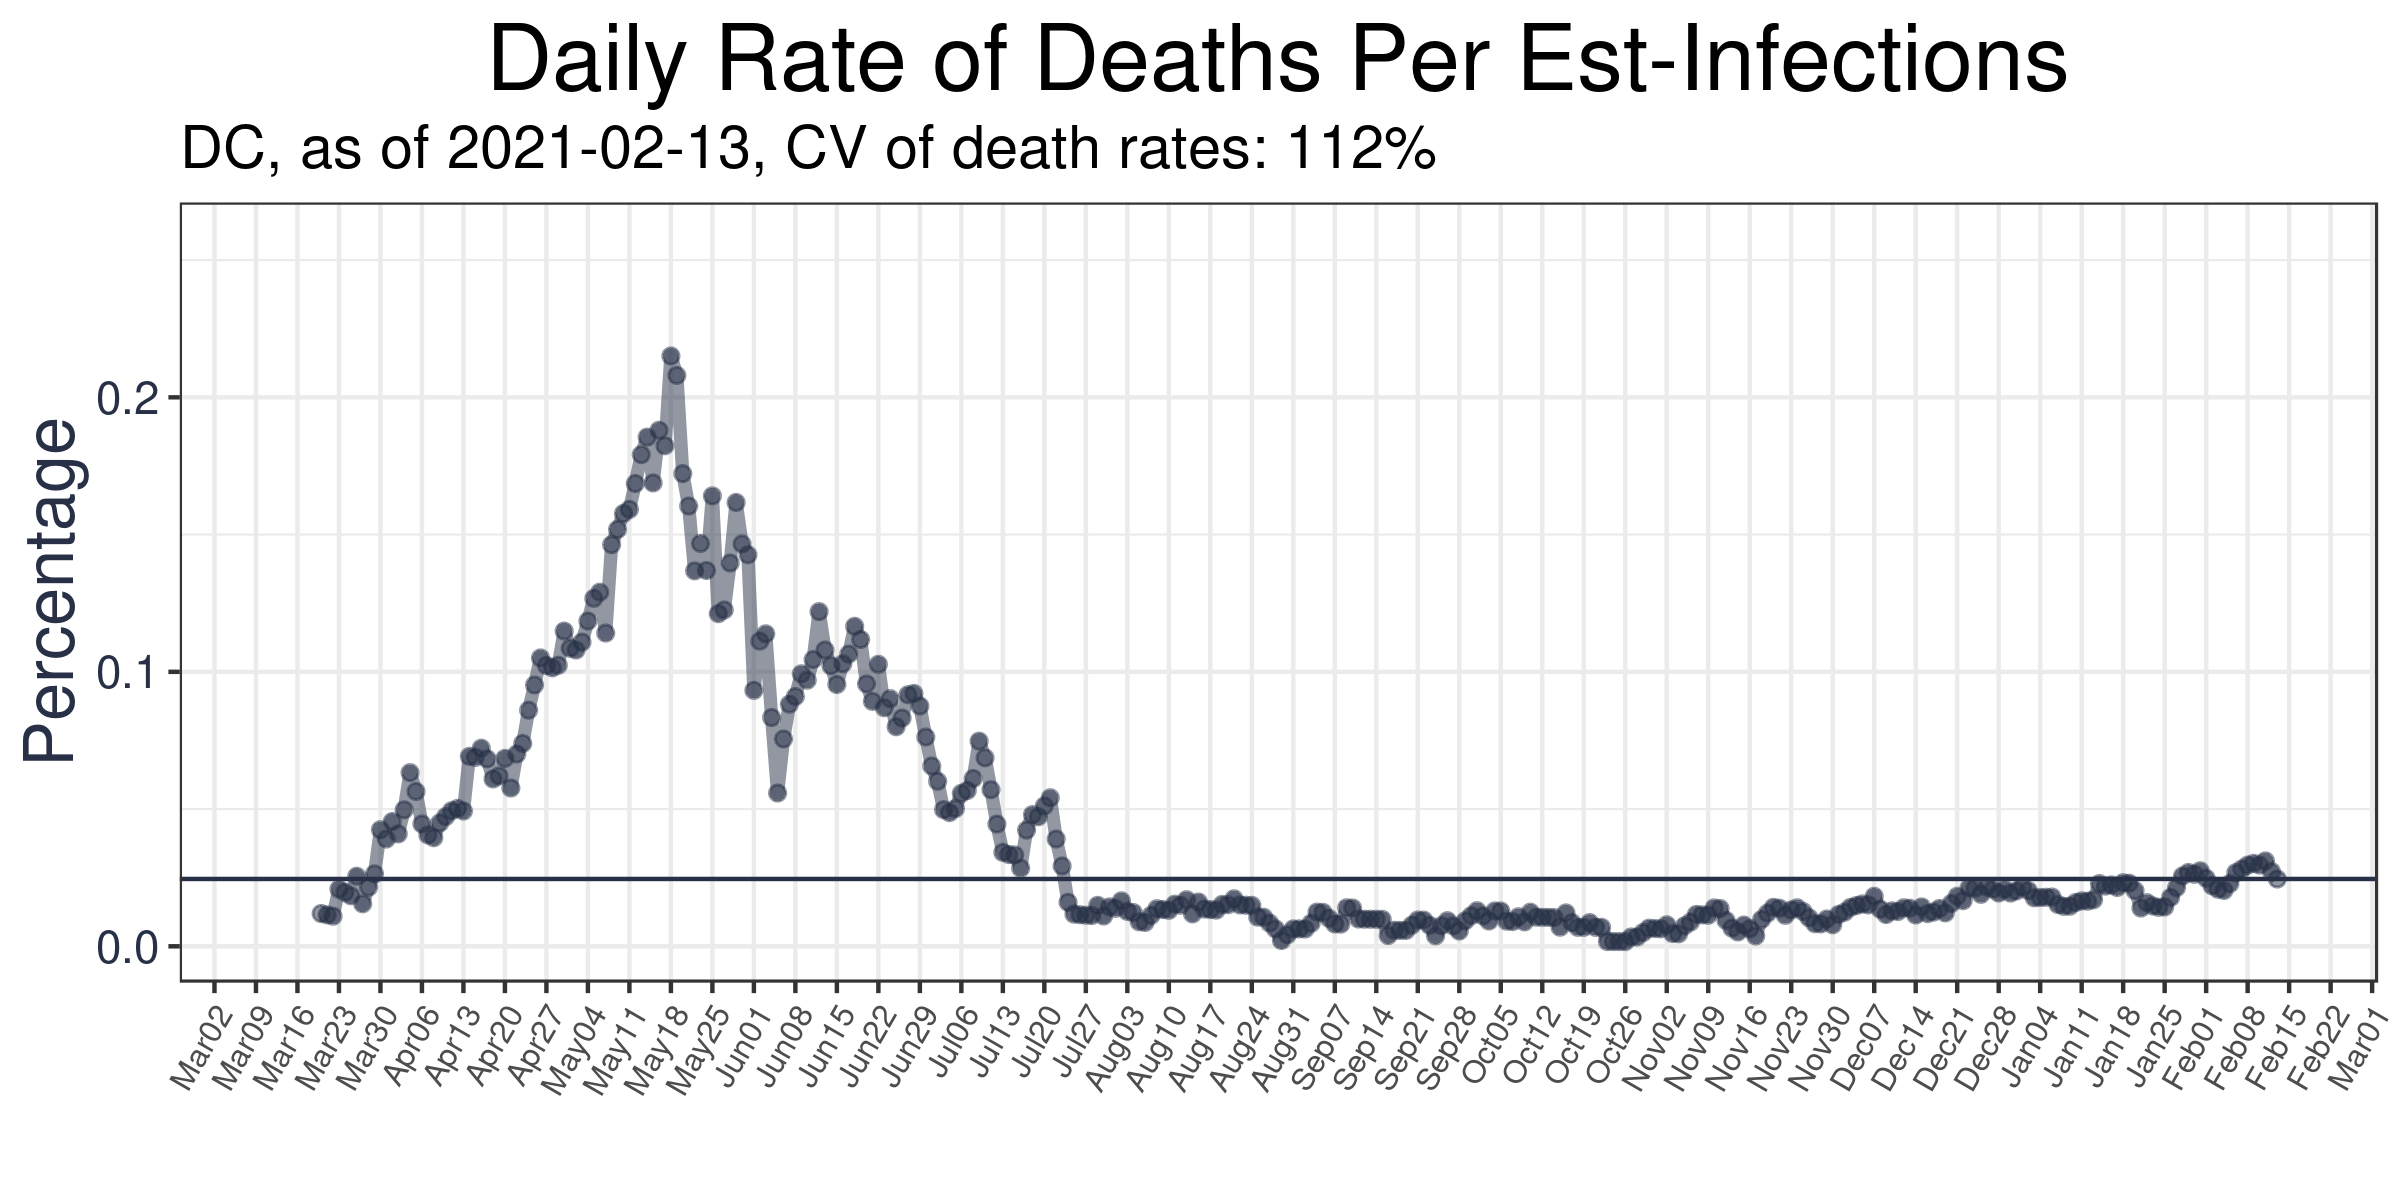 Daily Rate of Deaths Per Est-Infections
DC, as of 2021-02-13, CV of death rates: 112%
Percentage
0.2
0.1
0.0
Mar02
Mar09
Mar16
Mar23
Mar30
Apr06
Apr13
Apr20
Apr27
May04
May11
May18
May25
Jun01
Jun08
Jun15
Jun22
Jun29
Jul06
Jul13
Jul20
Jul27
Aug03
Aug10
Aug17
Aug24
Aug31
Sep07
Sep14
Sep21
Sep28
Oct05
Oct12
Oct19
Oct26
Nov02
Nov09
Nov16
Nov23
Nov30
Dec07
Dec14
Dec21
Dec28
Jan04
Jan11
Jan18
Jan25
Feb01
Feb08
Feb15
Feb22
Mar01